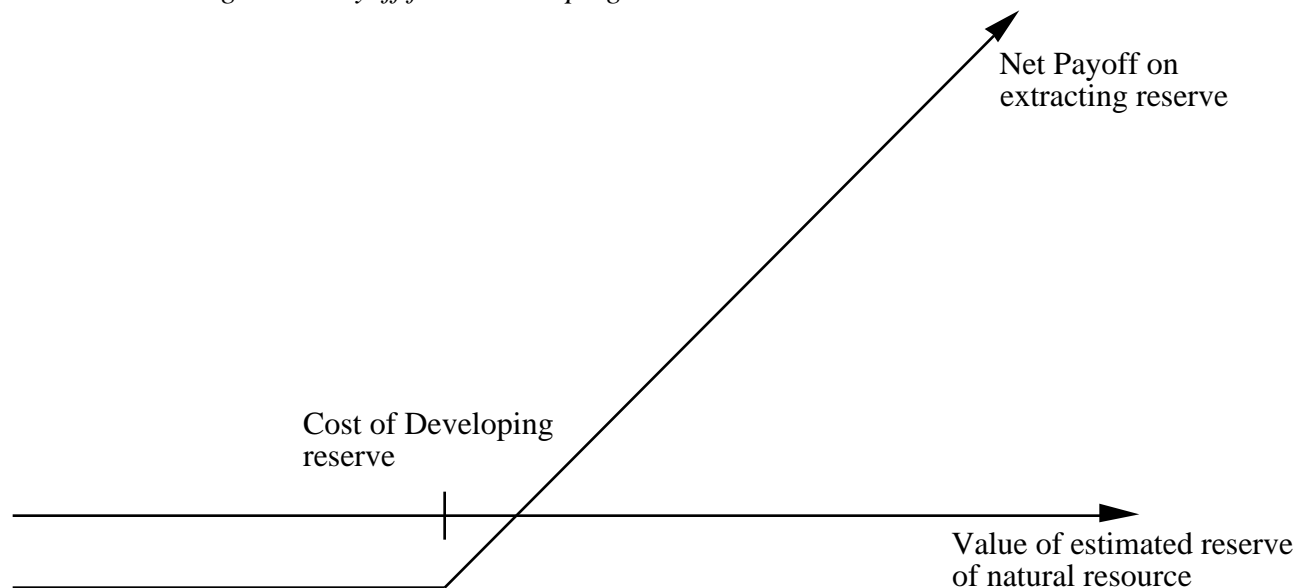 Net Payoff on
extracting reserve
Cost of Developing
reserve
Value of estimated reserve
of natural resource